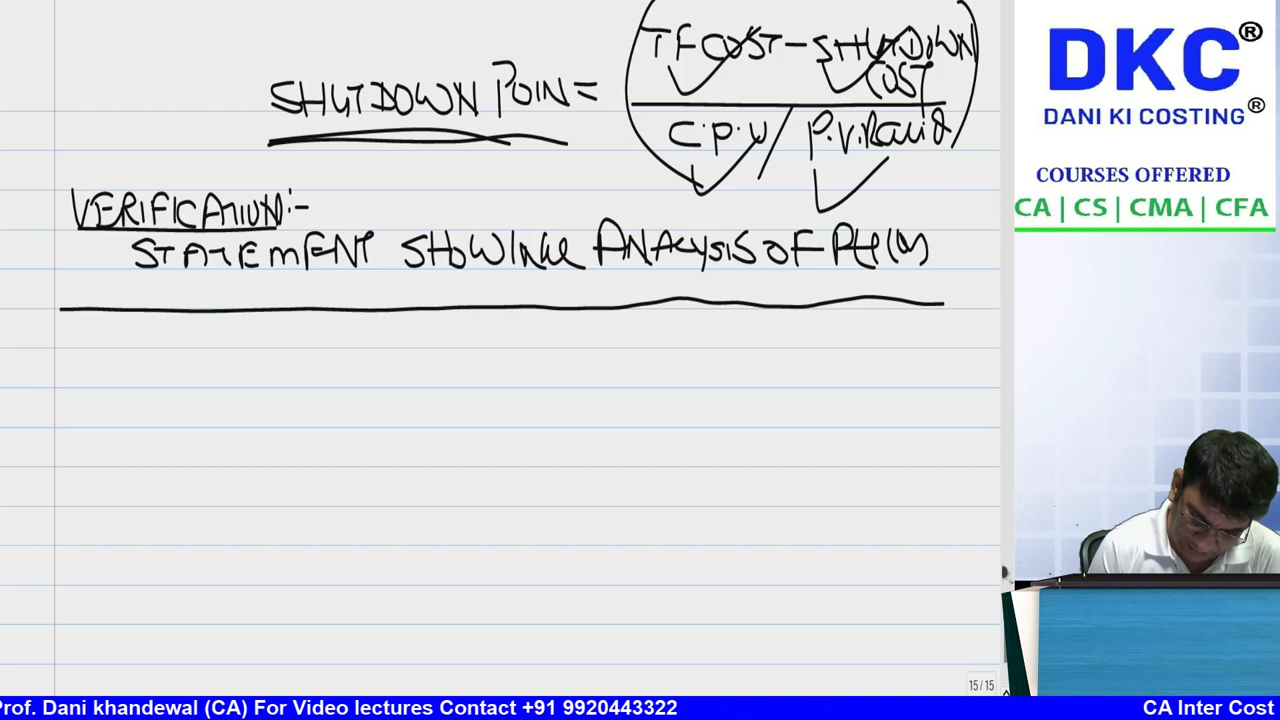 T F COST - SHUTDOWN COST
SHUTDOWN POIN =
C.P.U / P.V. Ratio
VERIFICATION:-
STATEMENT SHOWING ANALYSIS OF
15/15
DKC®
DANI KI COSTING®
COURSES OFFERED
CA | CS | CMA | CFA
Prof. Dani khandewal (CA) For Video lectures Contact +91 9920443322
CA Inter Cost